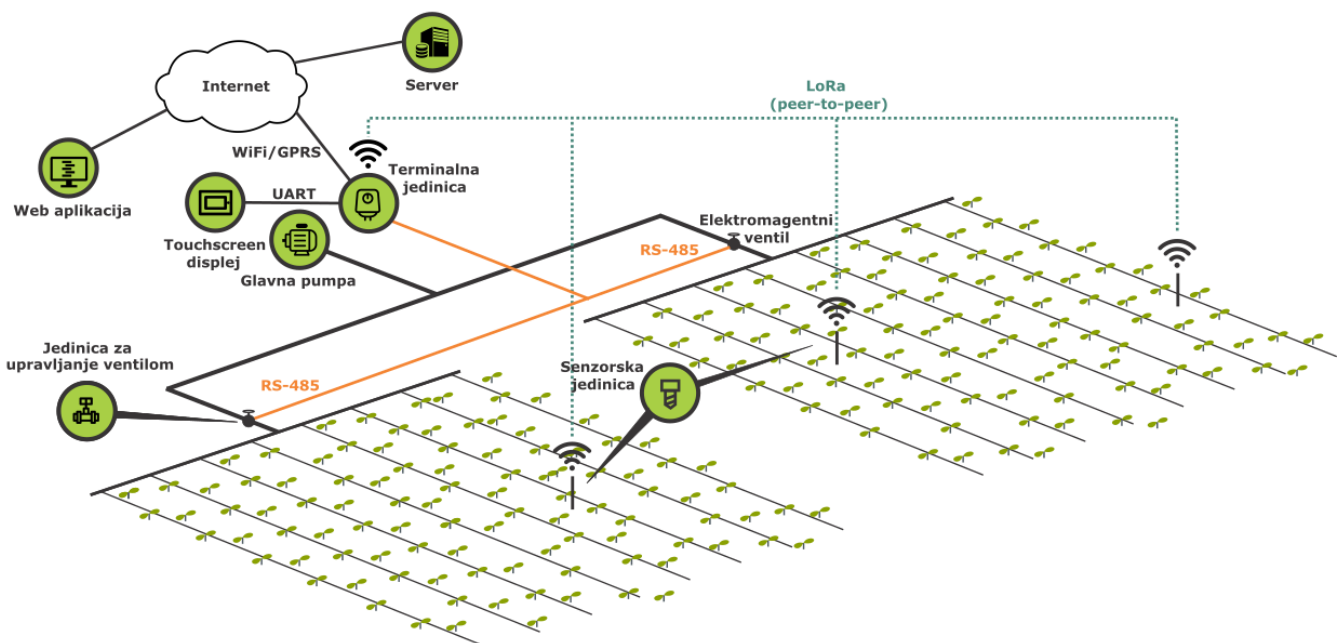 Internet
Server
LoRa
(peer-to-peer)
WiFi/GPRS
Terminalna
jedinica
Web aplikacija
UART
Touchscreen
displej
Glavna pumpa
Elektromagentni
ventil
RS-485
Jedinica za
upravljanje ventilom
RS-485
Senzorska
jedinica